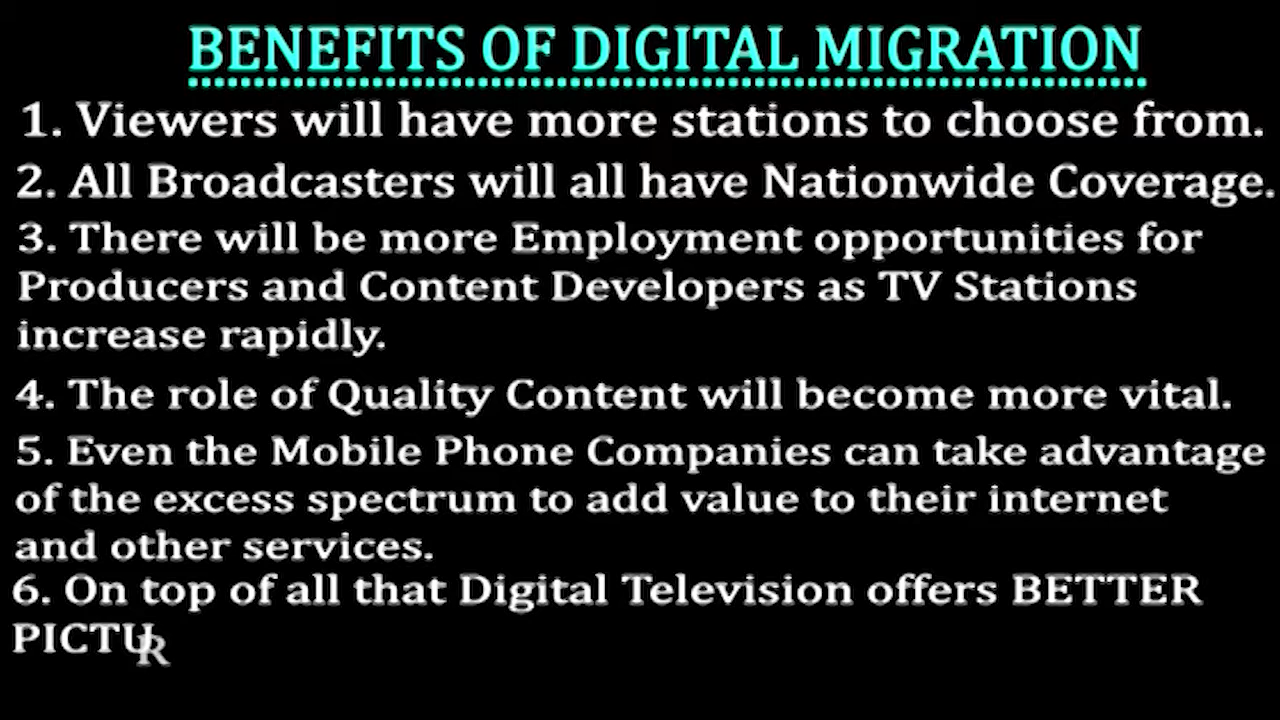 BENEFITS OF DIGITAL MIGRATION
1. Viewers will have more stations to choose from.
2. All Broadcasters will all have Nationwide Coverage.
3. There will be more Employment opportunities for
Producers and Content Developers as TV Stations
increase rapidly.
4. The role of Quality Content will become more vital.
5. Even the Mobile Phone Companies can take advantage
of the excess spectrum to add value to their internet
and other services.
6. On top of all that Digital Television offers BETTER
PICTUR